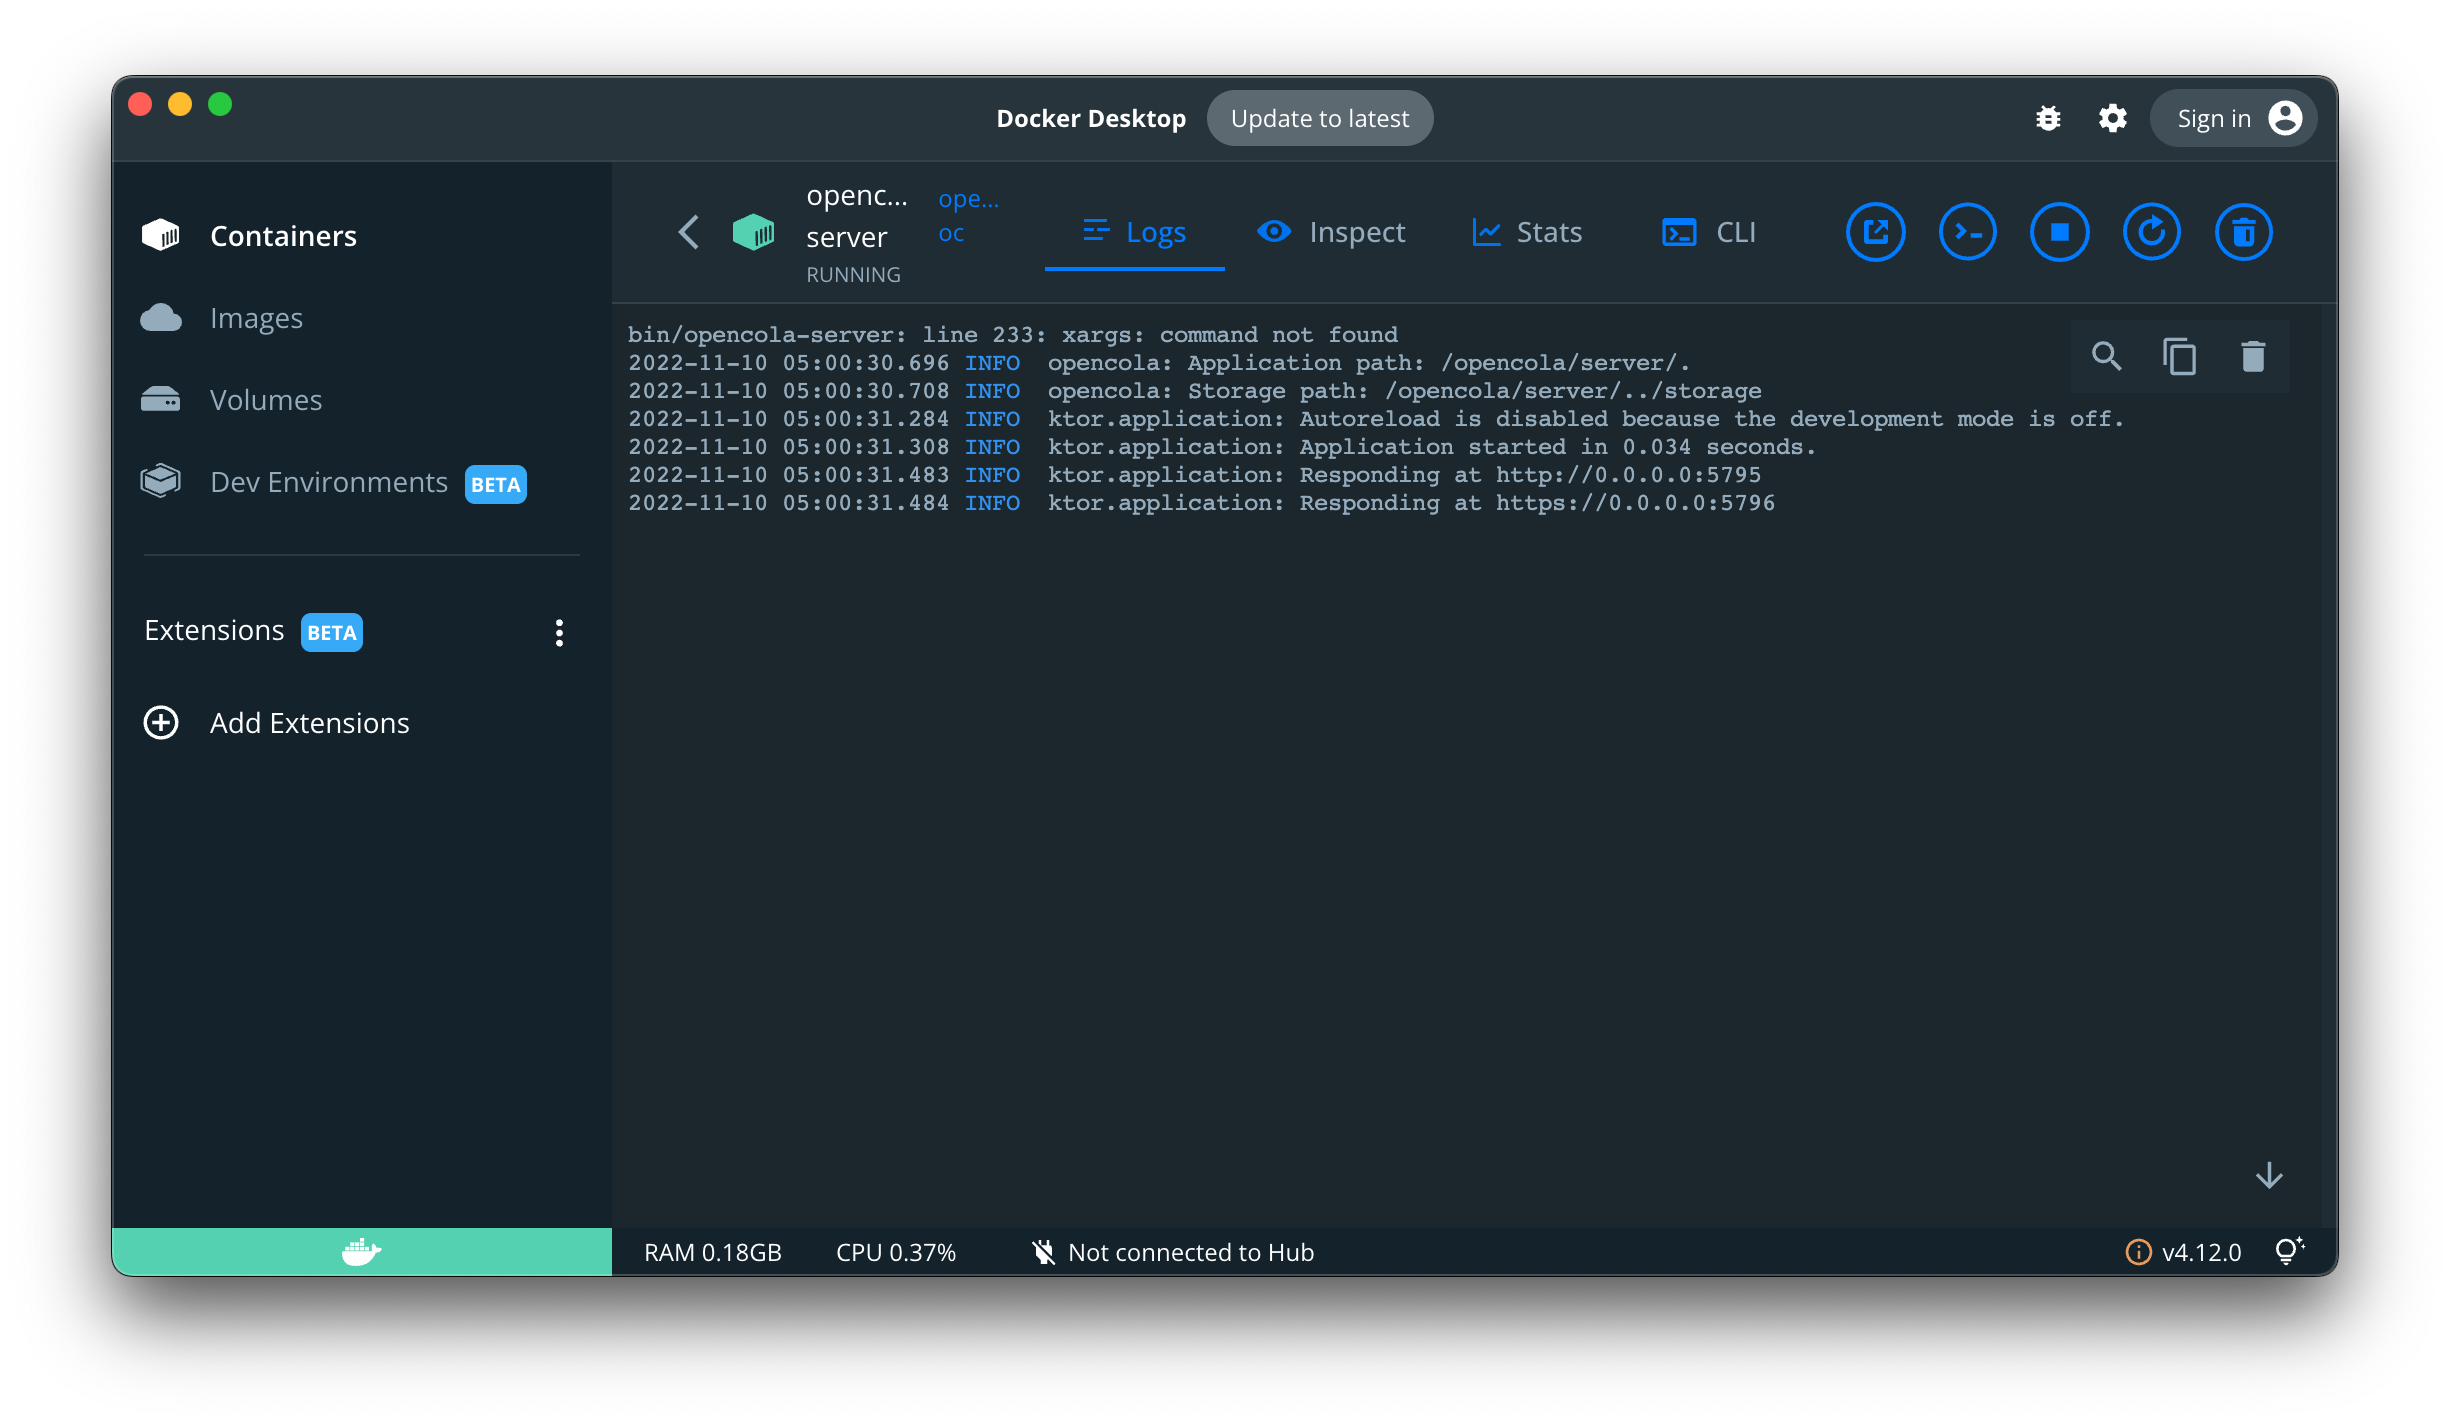 Docker Desktop Update to latest Sign in
Containers
Images
Volumes
Dev Environments BETA
Extensions BETA
Add Extensions
openc...
server
RUNNING
ope...
oc
Logs Inspect Stats CLI
bin/opencola-server: line 233: xargs: command not found
2022-11-10 05:00:30.696 INFO  opencola: Application path: /opencola/server/.
2022-11-10 05:00:30.708 INFO  opencola: Storage path: /opencola/server/../storage
2022-11-10 05:00:31.284 INFO  ktor.application: Autoreload is disabled because the development mode is off.
2022-11-10 05:00:31.308 INFO  ktor.application: Application started in 0.034 seconds.
2022-11-10 05:00:31.483 INFO  ktor.application: Responding at http://0.0.0.0:5795
2022-11-10 05:00:31.484 INFO  ktor.application: Responding at https://0.0.0.0:5796
RAM 0.18GB CPU 0.37% Not connected to Hub v4.12.0